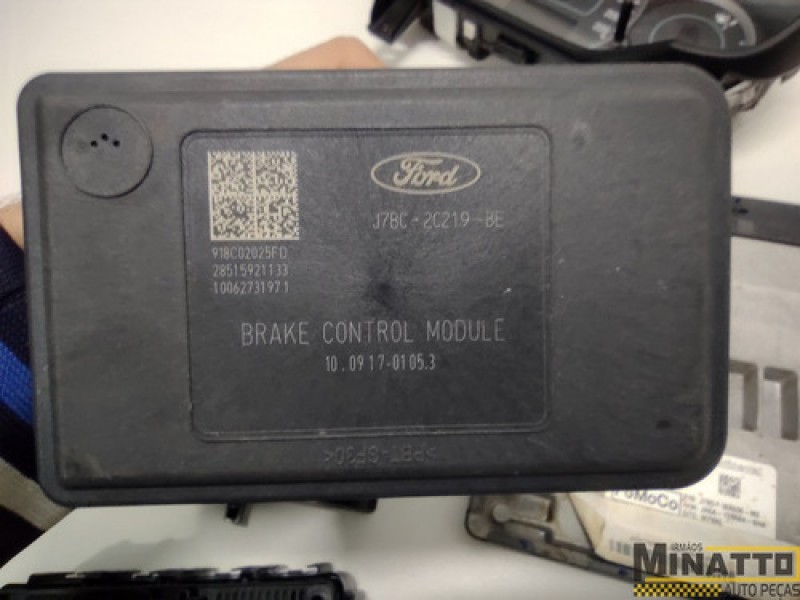 Ford
J7BC-2C219-BE
918C02025FD
28515921133
10062731971
BRAKE CONTROL MODULE
10.0917-0105.3
>PBT-GF30<
FoMoCo
IRMÃOS
MINATTO
AUTO PEÇAS